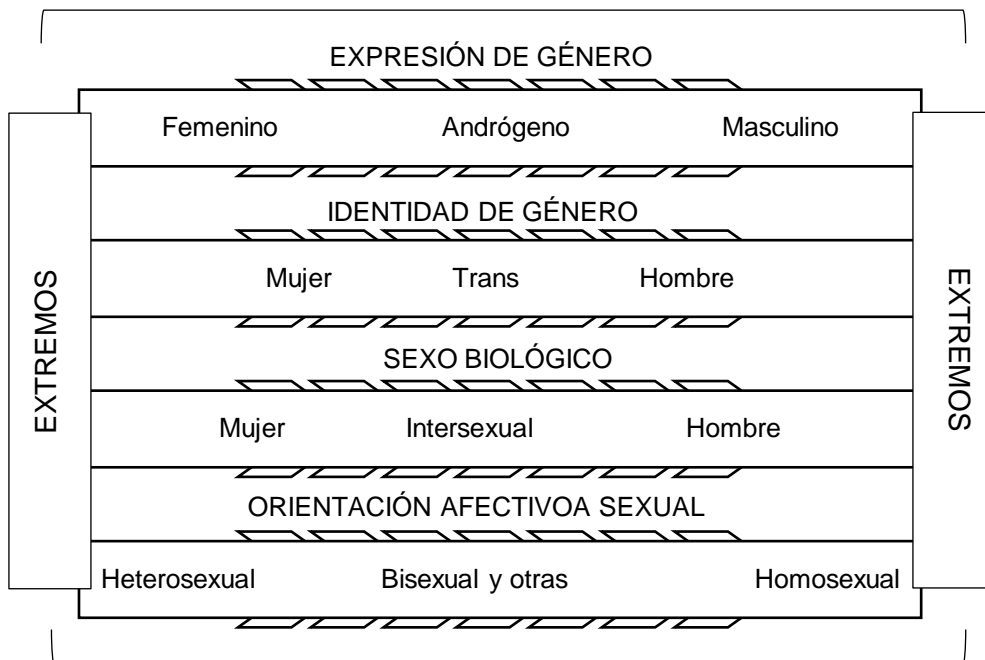 EXPRESIÓN DE GÉNERO
Femenino Andrógeno Masculino
IDENTIDAD DE GÉNERO
Mujer Trans Hombre
EXTREMOS
EXTREMOS
SEXO BIOLÓGICO
Mujer Intersexual Hombre
ORIENTACIÓN AFECTIVOA SEXUAL
Heterosexual Bisexual y otras Homosexual